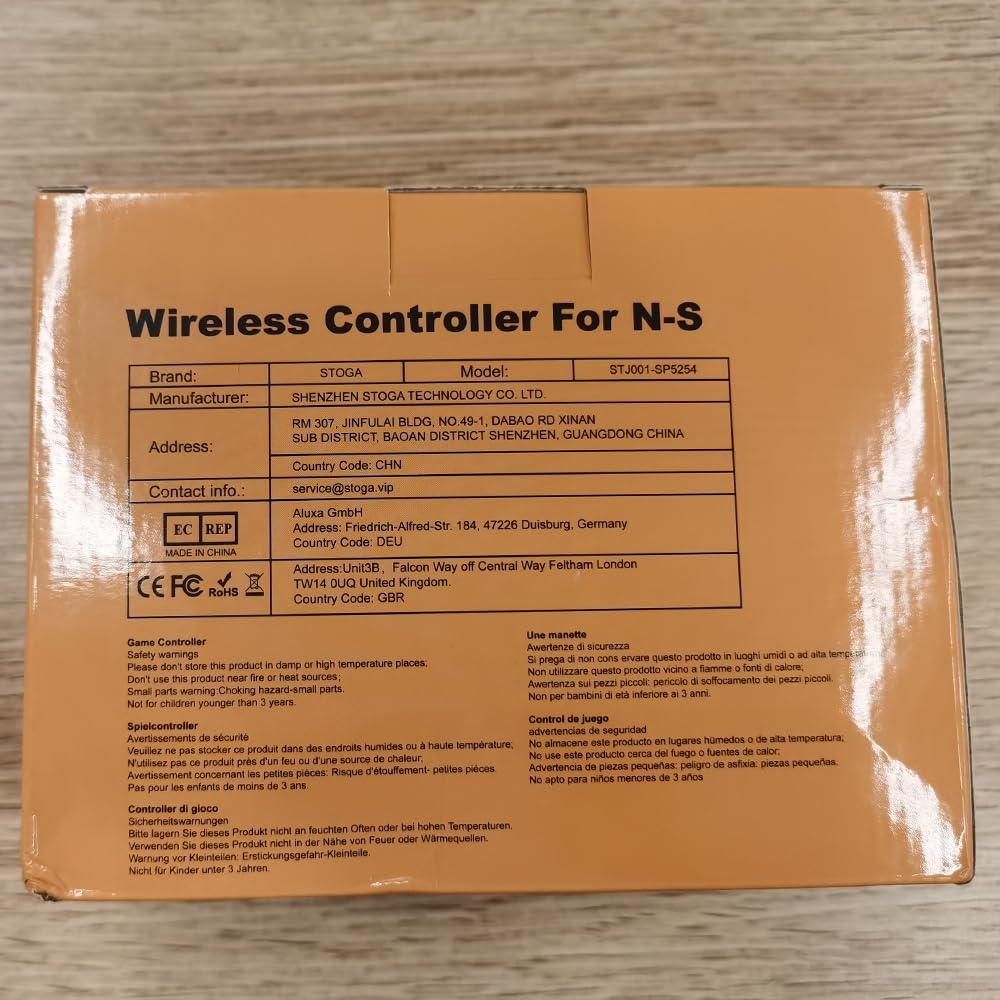 Wireless Controller For N-S
Brand: STOGA Model: STJ001-SP5254
Manufacturer: SHENZHEN STOGA TECHNOLOGY CO. LTD.
Address: RM 307, JINFULAI BLDG, NO.49-1, DABAO RD XINAN
SUB DISTRICT, BAOAN DISTRICT SHENZHEN, GUANGDONG CHINA
Country Code: CHN
Contact info.: service@stoga.vip
EC REP
MADE IN CHINA
Aluxa GmbH
Address: Friedrich-Alfred-Str. 184, 47226 Duisburg, Germany
Country Code: DEU
CE FC RoHS
Address:Unit3B, Falcon Way off Central Way Feltham London
TW14 0UQ United Kingdom.
Country Code: GBR
Game Controller
Safety warnings
Please don't store this product in damp or high temperature places;
Don't use this product near fire or heat sources;
Small parts warning:Choking hazard-small parts.
Not for children younger than 3 years.
Spielcontroller
Avertissements de sécurité
Veuillez ne pas stocker ce produit dans des endroits humides ou à haute température;
N'utilisez pas ce produit près d'un feu ou d'une source de chaleur;
Avertissement concernant les petites pièces: Risque d'étouffement- petites piéces.
Pas pour les enfants de moins de 3 ans.
Controller di gioco
Sicherheitswarnungen
Bitte lagern Sie dieses Produkt nicht an feuchten Often oder bei hohen Temperaturen.
Verwenden Sie dieses Produkt nicht in der Nähe von Feuer oder Wärmequellen.
Warnung vor Kleinteilen: Erstickungsgefahr-Kleinteile.
Nicht für Kinder unter 3 Jahren.
Une manette
Awertenze di sicurezza
Si prega di non cons ervare questo prodotto in luoghi umidi o ad alta temperatura;
Non utilizzare questo prodotto vicino a fiamme o fonti di calore;
Awertenza sui pezzi piccoli: pericclo di soffocamento dei pezzi piccoli.
Non per bambini di età inferiore ai 3 anni.
Control de juego
advertencias de seguridad
No almacene este producto en lugares hümedos o de alta temperatura;
No use este producto cerca del fuego o fuentes de calor;
Advertencia de piezas pequeñas: peligro de asfixia: piezas pequeñas.
No apto para niños menores de 3 años